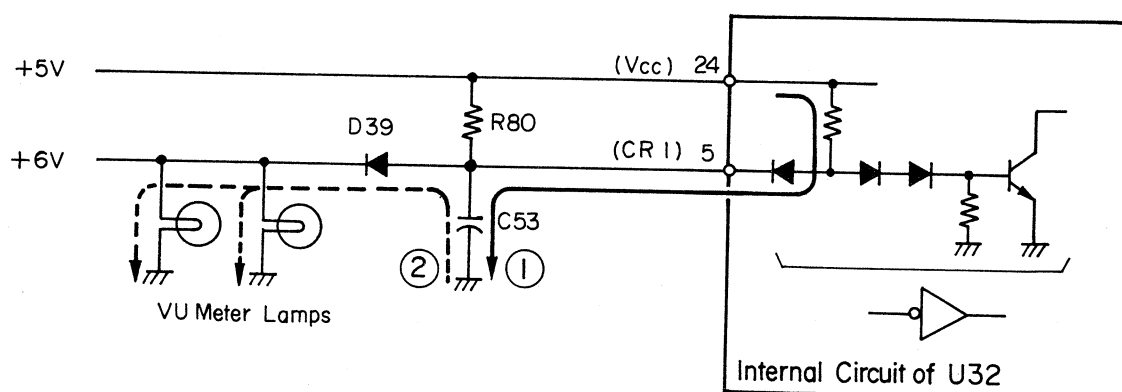 +5V
(Vcc) 24
R80
D39
+6V
(CR1) 5
C53
2
1
VU Meter Lamps
Internal Circuit of U32